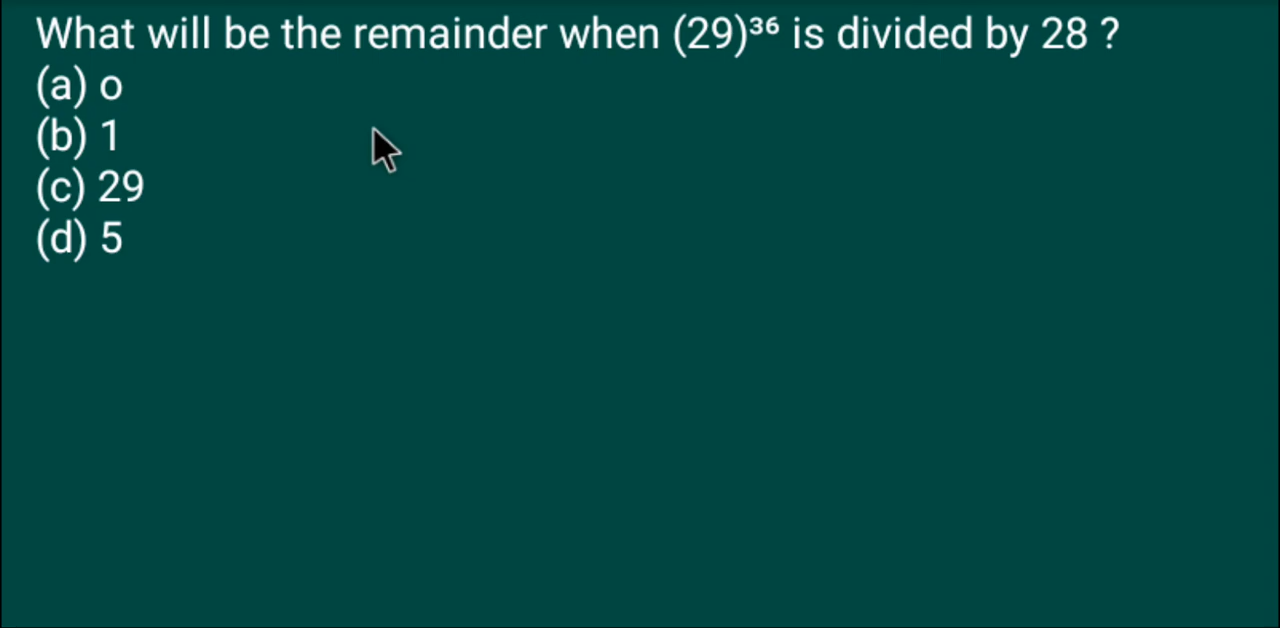 What will be the remainder when (29)³⁶ is divided by 28 ?
(a) o
(b) 1
(c) 29
(d) 5